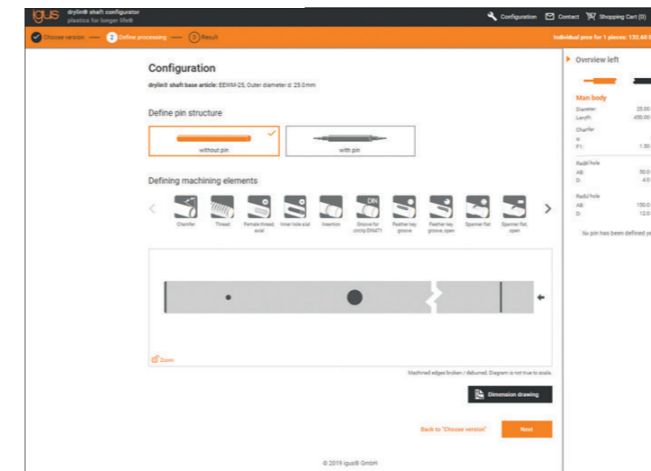 igus
drylin® shaft configurator
plastics for longer life®
Configuration
Contact
Shopping Cart (0)
Choose version
2 Define processing
3 Result
Individual price for 1 pieces: 132.60
Configuration
drylin® shaft base article: EEWM-25, Outer diameter d: 25.0mm
Define pin structure
without pin
with pin
Defining machining elements
Chamfer
Thread
Female thread, axial
Inner hole axial
Insertion
Groove for circlip DIN471
Feather key groove
Feather key groove, open
Spanner flat
Spanner flat, open
Zoom
Machined edges broken / deburred. Diagram is not true to scale.
Dimension drawing
Back to "Choose version"
Next
© 2019 igus® GmbH
Overview left
Main body
Diameter 25.00
Length 450.00
Chamfer
F1: 1.50
Radial hole
AB: 50.0
D: 4.0
Radial hole
AB: 150.0
D: 12.0
No pin has been defined ye